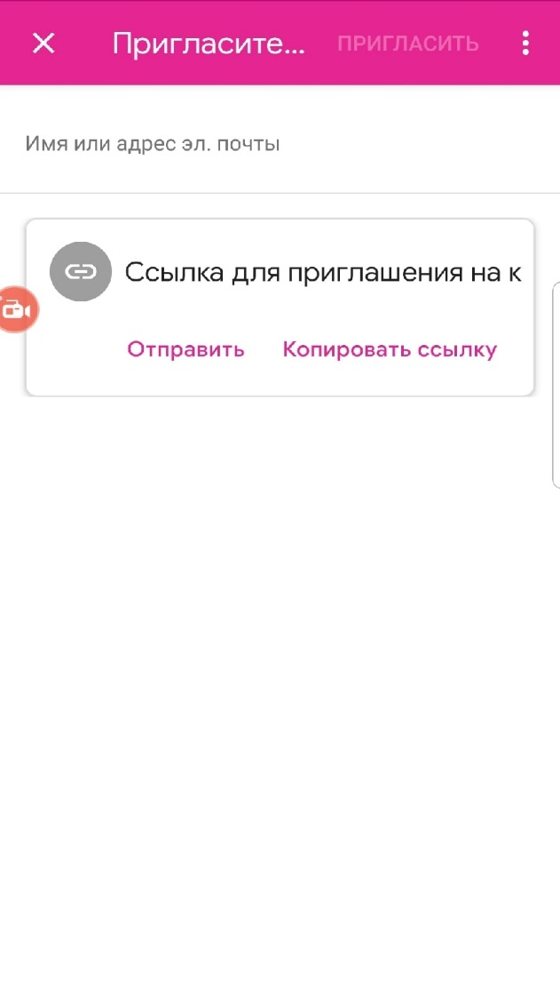 Пригласите... ПРИГЛАСИТЬ
Имя или адрес эл. почты
Ссылка для приглашения на к
Отправить Копировать ссылку